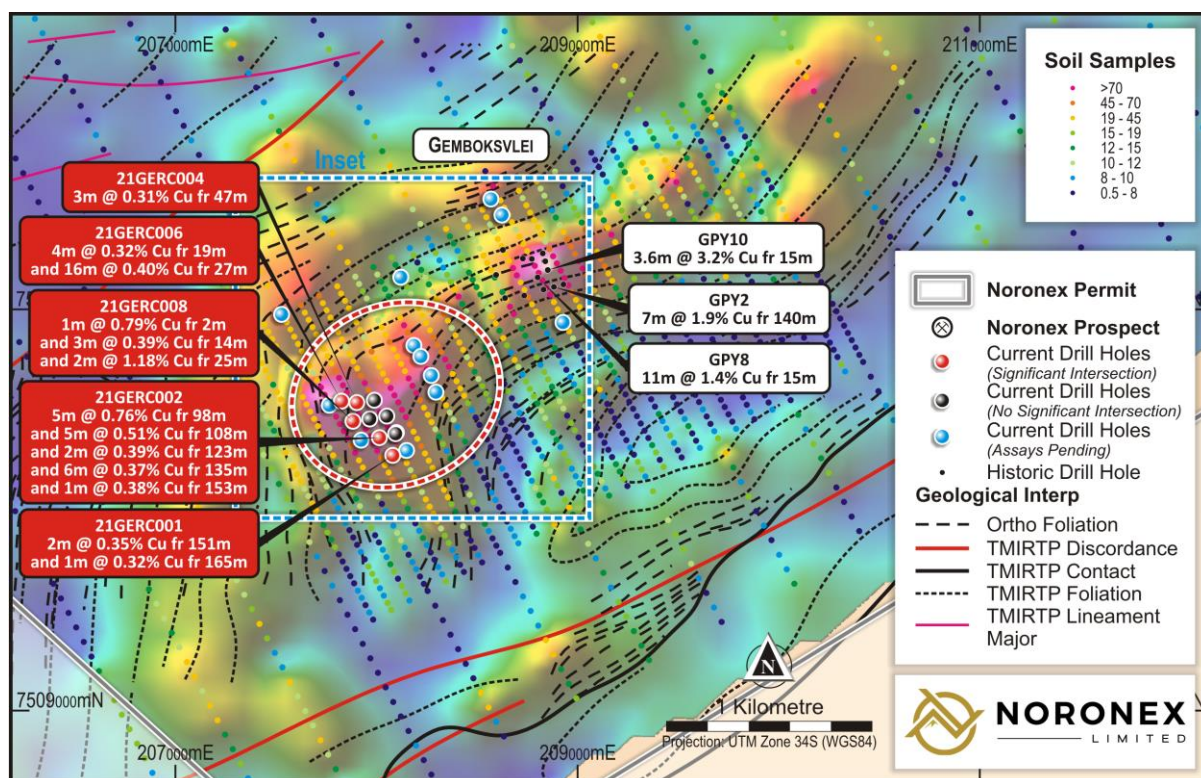 207000mE
209000mE
211000mE
Inset
GEMBOKSVLEI
21GERC004
3m @ 0.31% Cu fr 47m
21GERC006
4m @ 0.32% Cu fr 19m
and 16m @ 0.40% Cu fr 27m
21GERC008
1m @ 0.79% Cu fr 2m
and 3m @ 0.39% Cu fr 14m
and 2m @ 1.18% Cu fr 25m
21GERC002
5m @ 0.76% Cu fr 98m
and 5m @ 0.51% Cu fr 108m
and 2m @ 0.39% Cu fr 123m
and 6m @ 0.37% Cu fr 135m
and 1m @ 0.38% Cu fr 153m
21GERC001
2m @ 0.35% Cu fr 151m
and 1m @ 0.32% Cu fr 165m
GPY10
3.6m @ 3.2% Cu fr 15m
GPY2
7m @ 1.9% Cu fr 140m
GPY8
11m @ 1.4% Cu fr 15m
Soil Samples
>70
45 - 70
19 - 45
15 - 19
12 - 15
10 - 12
8 - 10
0.5 - 8
Noronex Permit
Noronex Prospect
Current Drill Holes
(Significant Intersection)
Current Drill Holes
(No Significant Intersection)
Current Drill Holes
(Assays Pending)
Historic Drill Hole
Geological Interp
Ortho Foliation
TMIRTP Discordance
TMIRTP Contact
TMIRTP Foliation
TMIRTP Lineament
Major
7509000mN
207000mE
209000mE
N
1 Kilometre
Projection: UTM Zone 34S (WGS84)
NORONEX
LIMITED